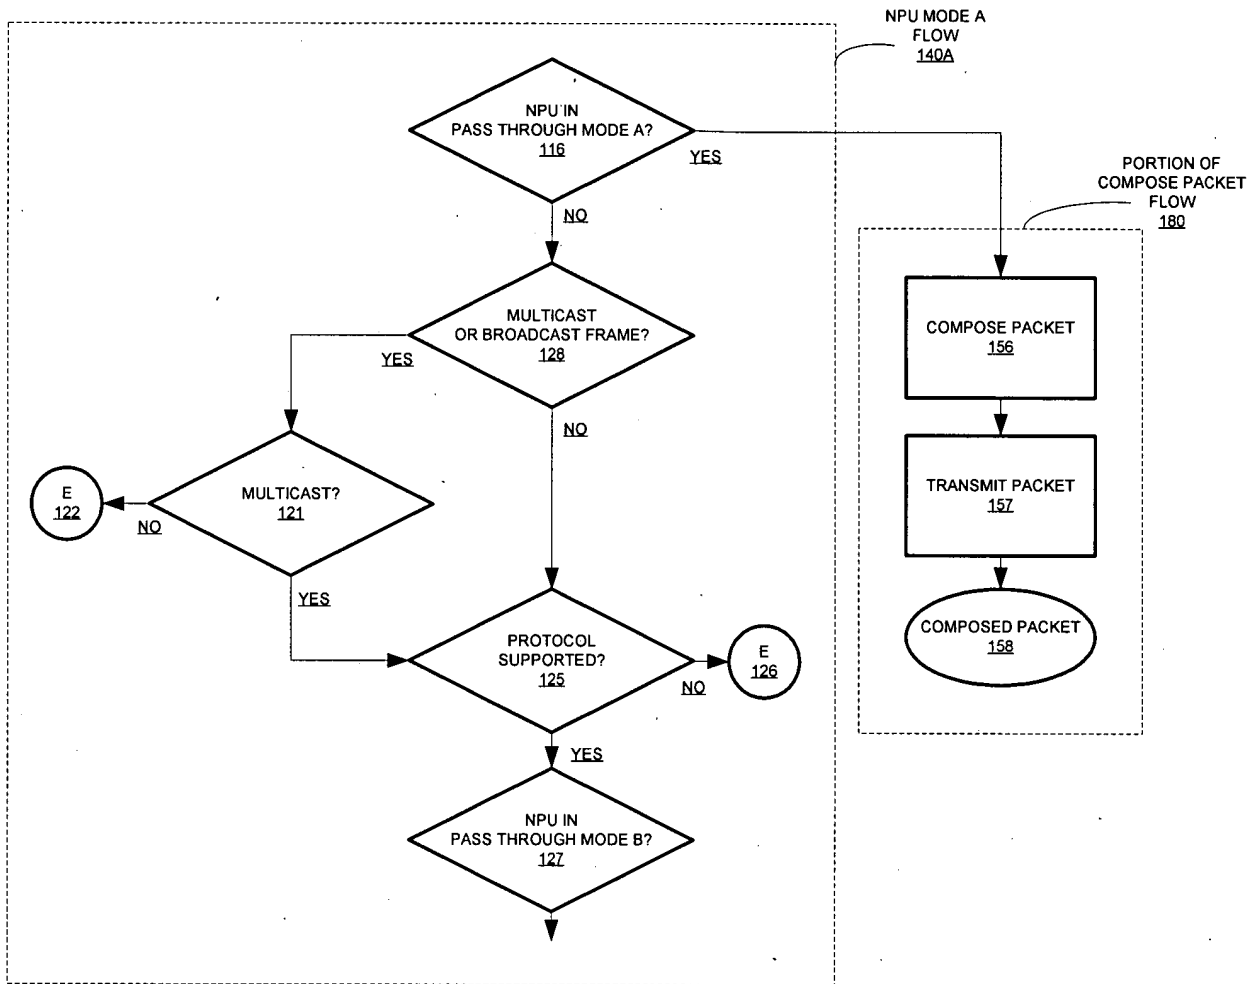 NPU MODE A
FLOW
140A
NPU IN
PASS THROUGH MODE A?
116
YES
NO
PORTION OF
COMPOSE PACKET
FLOW
180
MULTICAST
OR BROADCAST FRAME?
128
YES
NO
COMPOSE PACKET
156
MULTICAST?
121
E
122
NO
YES
TRANSMIT PACKET
157
PROTOCOL
SUPPORTED?
125
E
126
NO
YES
COMPOSED PACKET
158
NPU IN
PASS THROUGH MODE B?
127